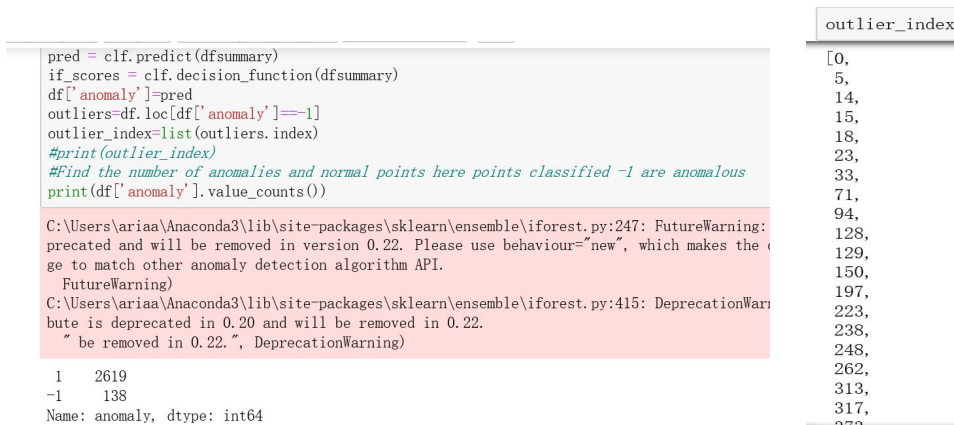 pred = clf.predict(dfsummary)
if_scores = clf.decision_function(dfsummary)
df['anomaly']=pred
outliers=df.loc[df['anomaly']==-1]
outlier_index=list(outliers.index)
#print(outlier_index)
#Find the number of anomalies and normal points here points classified -1 are anomalous
print(df['anomaly'].value_counts())
C:\Users\ariaa\Anaconda3\lib\site-packages\sklearn\ensemble\iforest.py:247: FutureWarning:
precated and will be removed in version 0.22. Please use behaviour="new", which makes the
ge to match other anomaly detection algorithm API.
FutureWarning)
C:\Users\ariaa\Anaconda3\lib\site-packages\sklearn\ensemble\iforest.py:415: DeprecationWar
bute is deprecated in 0.20 and will be removed in 0.22.
" be removed in 0.22.", DeprecationWarning)
1 2619
-1 138
Name: anomaly, dtype: int64
outlier_index
[0,
5,
14,
15,
18,
23,
33,
71,
94,
128,
129,
150,
197,
223,
238,
248,
262,
313,
317,